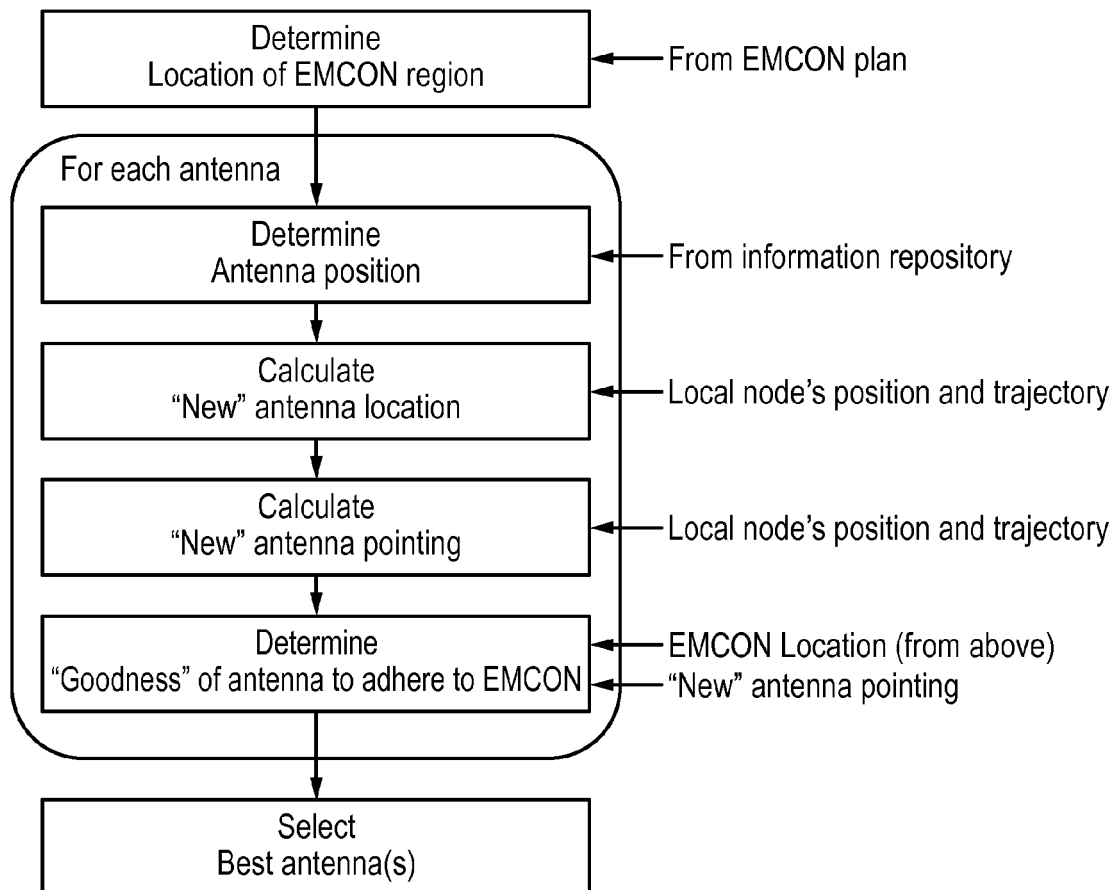 Determine
Location of EMCON region
From EMCON plan
For each antenna
Determine
Antenna position
From information repository
Calculate
“New” antenna location
Local node’s position and trajectory
Calculate
“New” antenna pointing
Local node’s position and trajectory
Determine
“Goodness” of antenna to adhere to EMCON
EMCON Location (from above)
“New” antenna pointing
Select
Best antenna(s)